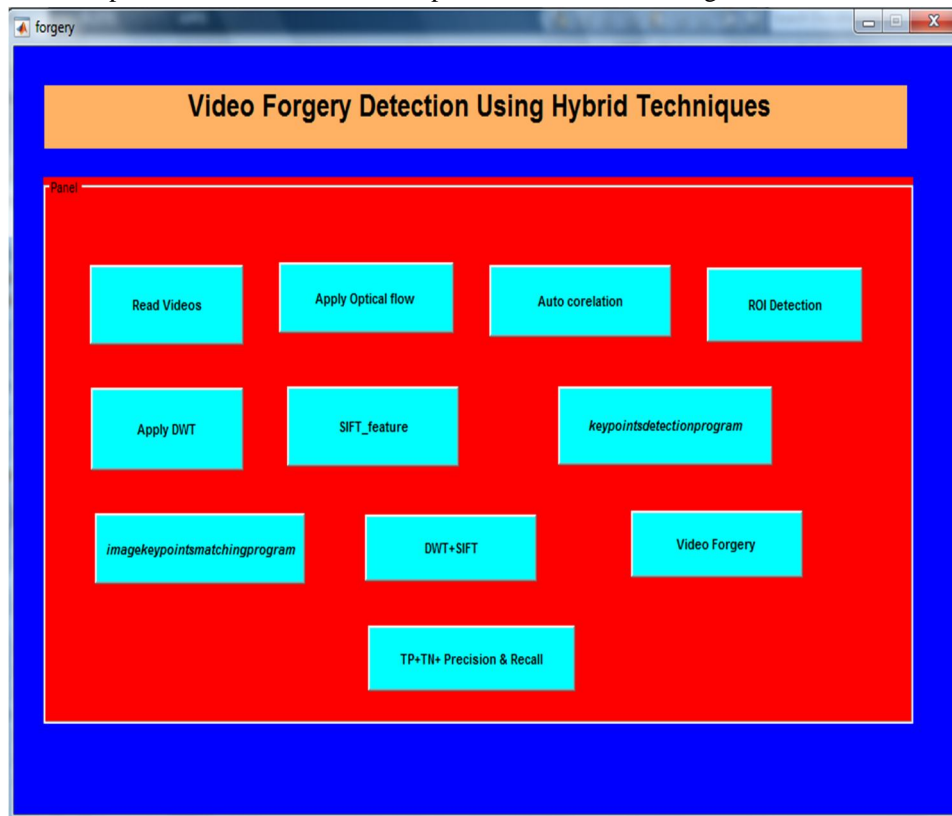 forgery
Video Forgery Detection Using Hybrid Techniques
Panel
Read Videos
Apply Optical flow
Auto corelation
ROI Detection
Apply DWT
SIFT_feature
keypointsdetectionprogram
imagekeypointsmatchingprogram
DWT+SIFT
Video Forgery
TP+TN+ Precision & Recall